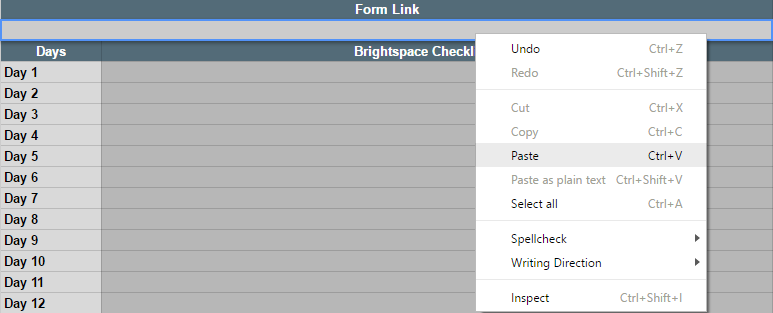 Form Link
Days
Brightspace Checkl
Day 1
Day 2
Day 3
Day 4
Day 5
Day 6
Day 7
Day 8
Day 9
Day 10
Day 11
Day 12
Undo Ctrl+Z
Redo Ctrl+Shift+Z
Cut Ctrl+X
Copy Ctrl+C
Paste Ctrl+V
Paste as plain text Ctrl+Shift+V
Select all Ctrl+A
Spellcheck
Writing Direction
Inspect Ctrl+Shift+I